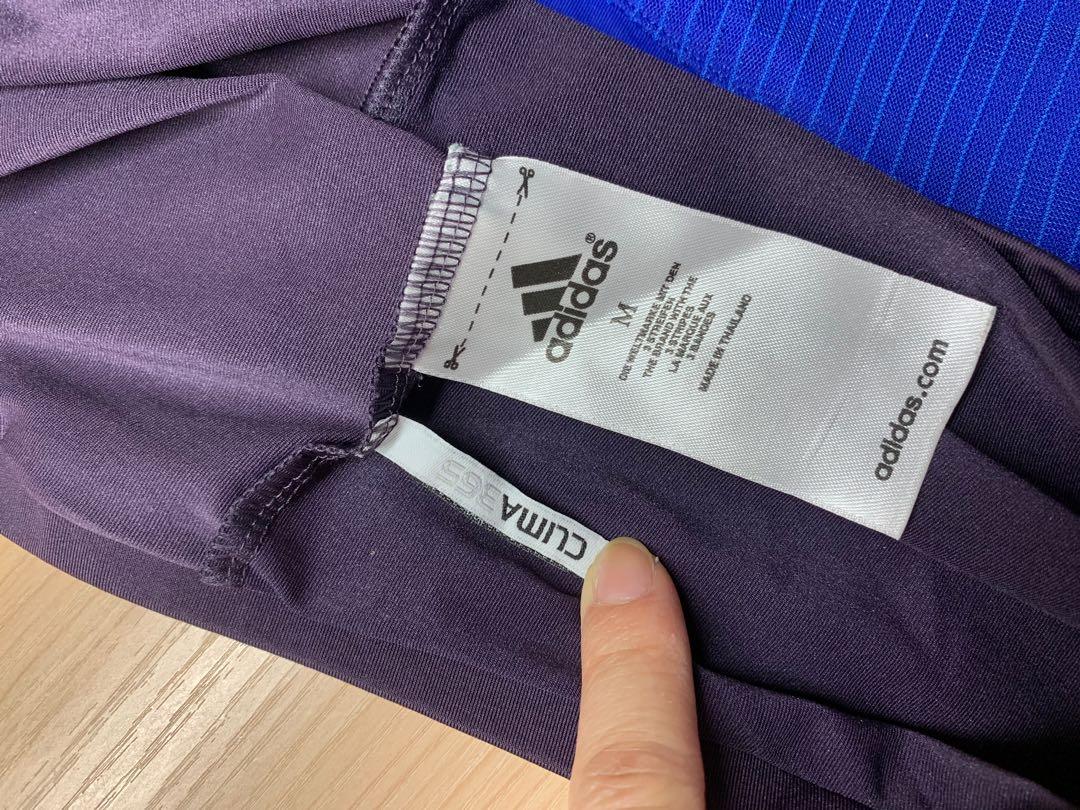 adidas®
M
DIE WELTMARKE MIT DEN
3 STREIFEN
THE BRAND WITH THE
3 STRIPES
LA MARQUE AUX
3 BANDES
MADE IN THAILAND
adidas.com
CLIMA365